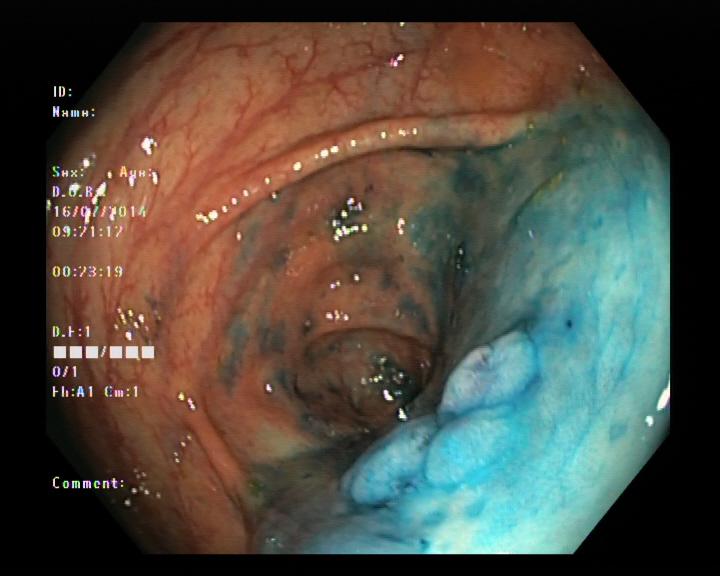 ID:
Name:
Sex: Age:
D.O.B.:
16/07/2014
09:21:17
00:23:19
D.F:1
■■■/■■■
0/1
Eh:A1 Cm:1
Comment: